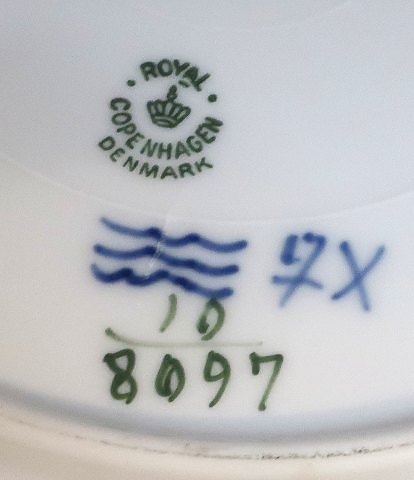 ROYAL
COPENHAGEN
DENMARK
7X
10
8097